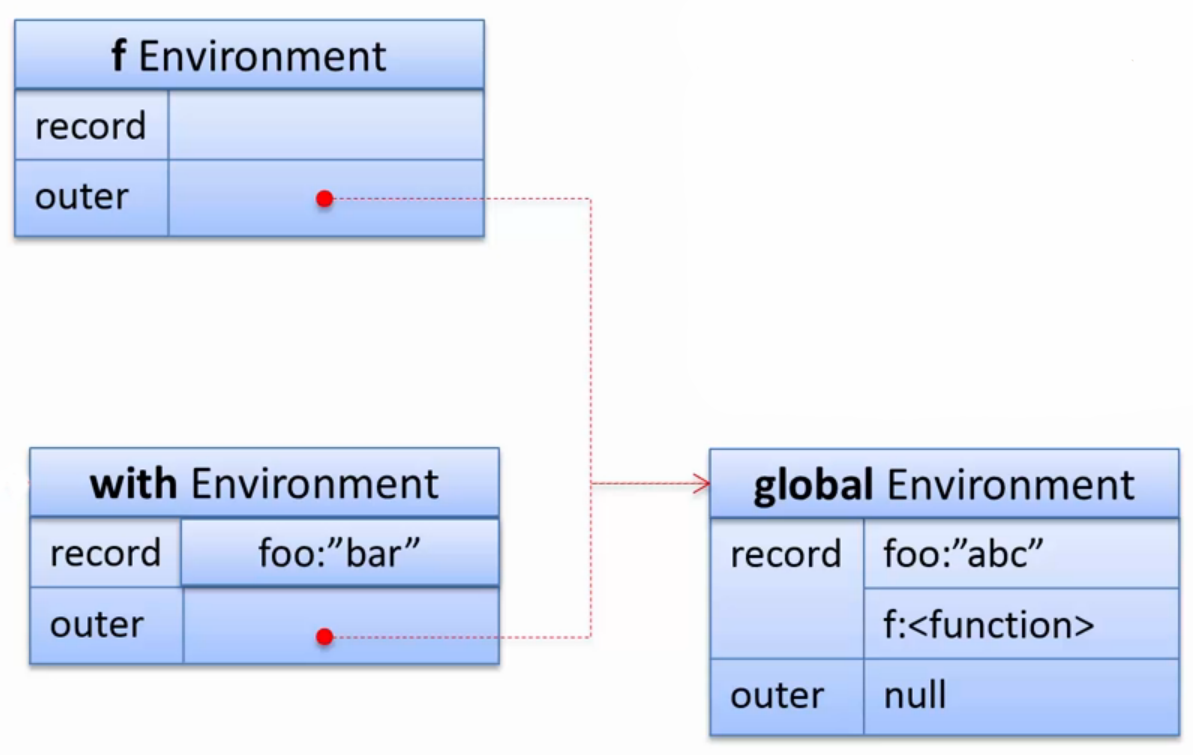 f Environment
record
outer
with Environment
record foo:”bar”
outer
global Environment
record foo:”abc”
f:<function>
outer null